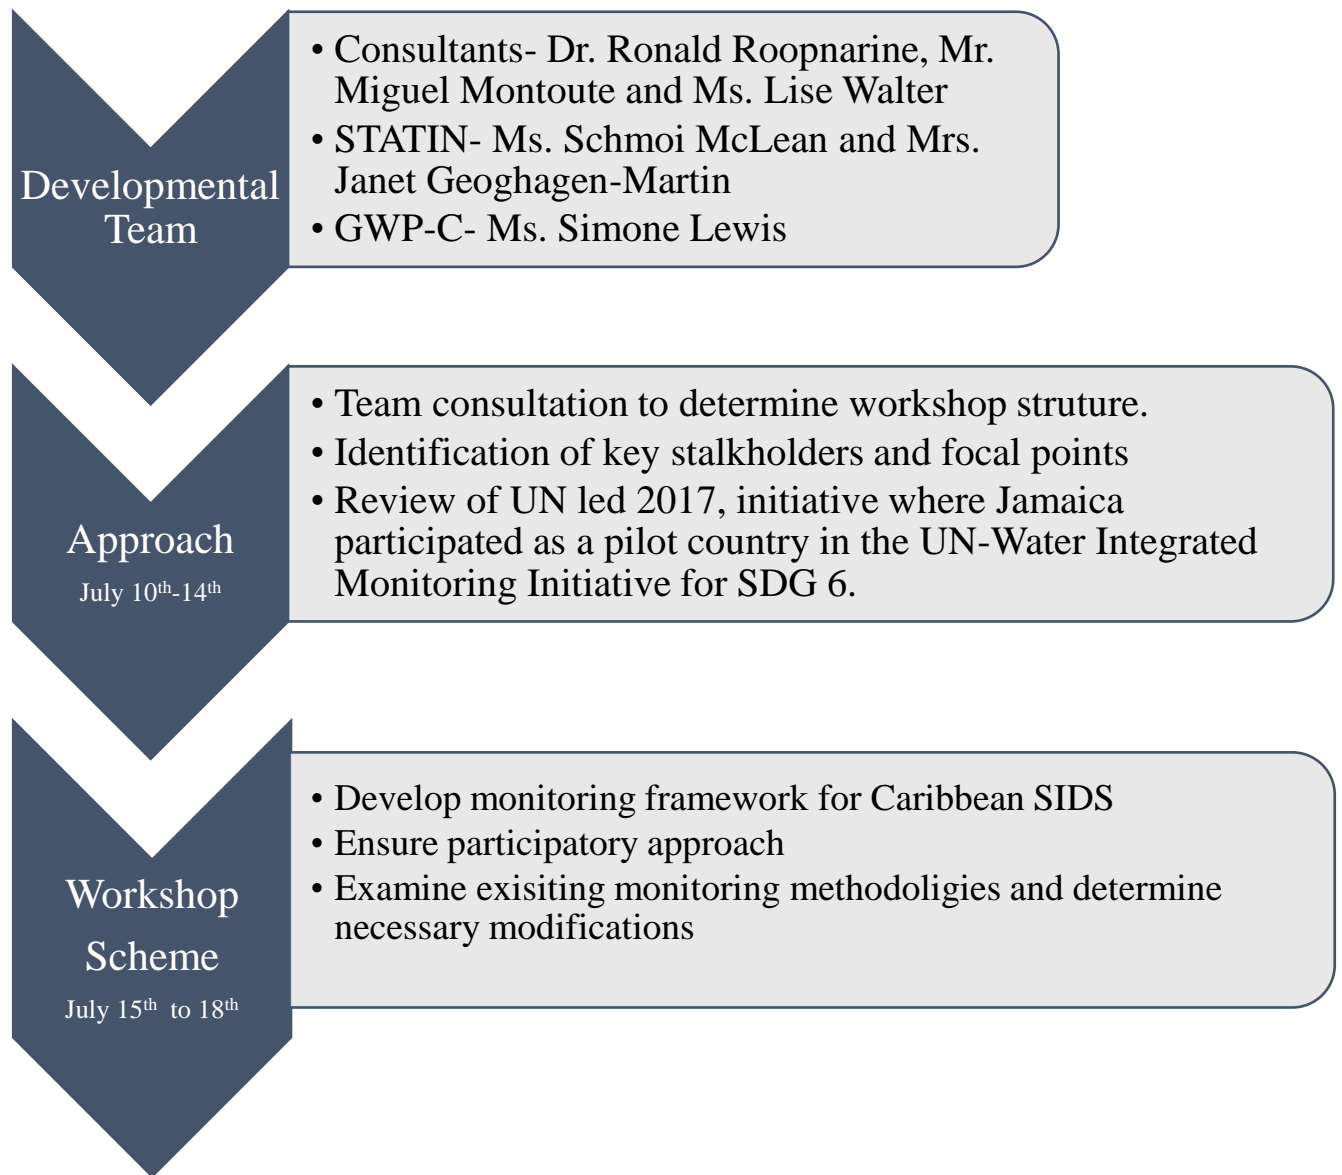 Developmental
Team
• Consultants- Dr. Ronald Roopnarine, Mr.
Miguel Montoute and Ms. Lise Walter
• STATIN- Ms. Schmoi McLean and Mrs.
Janet Geoghagen-Martin
• GWP-C- Ms. Simone Lewis
Approach
July 10th-14th
• Team consultation to determine workshop struture.
• Identification of key stalkholders and focal points
• Review of UN led 2017, initiative where Jamaica
participated as a pilot country in the UN-Water Integrated
Monitoring Initiative for SDG 6.
Workshop
Scheme
July 15th to 18th
• Develop monitoring framework for Caribbean SIDS
• Ensure participatory approach
• Examine exisiting monitoring methodoligies and determine
necessary modifications